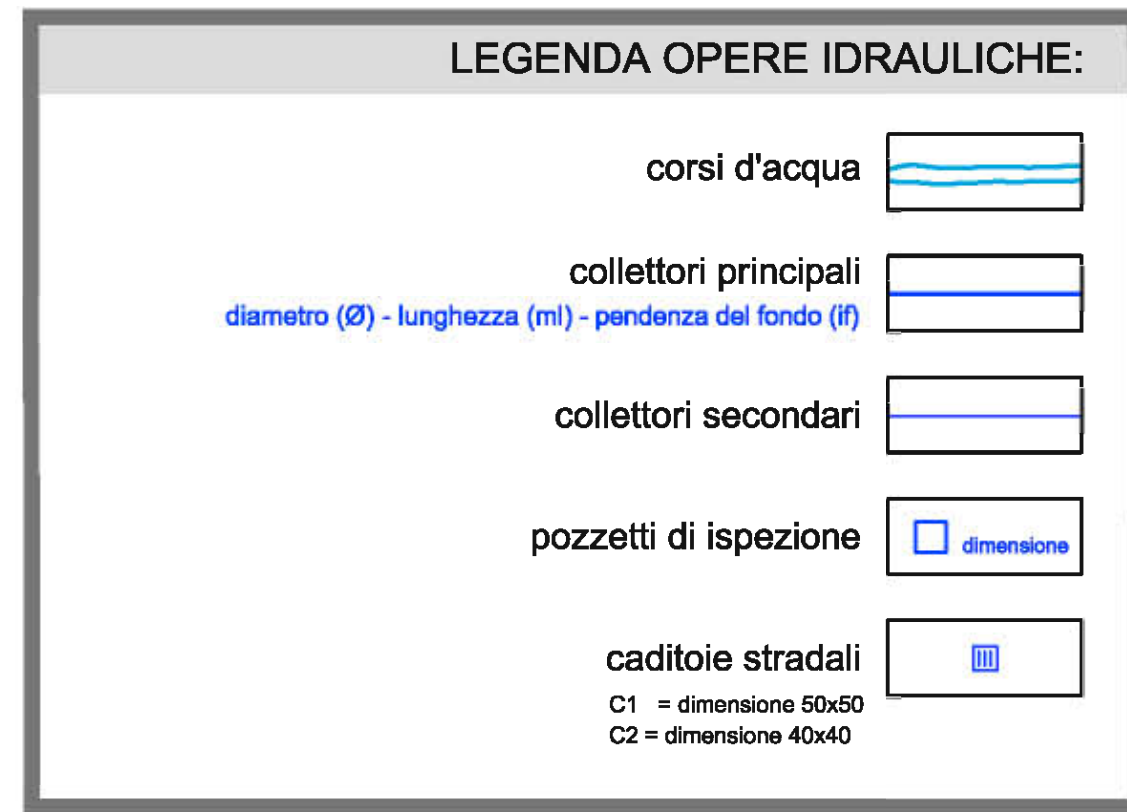 LEGENDA OPERE IDRAULICHE:
corsi d'acqua
collettori principali
diametro (Ø) - lunghezza (ml) - pendenza del fondo (if)
collettori secondari
pozzetti di ispezione
dimensione
caditoie stradali
C1 = dimensione 50x50
C2 = dimensione 40x40